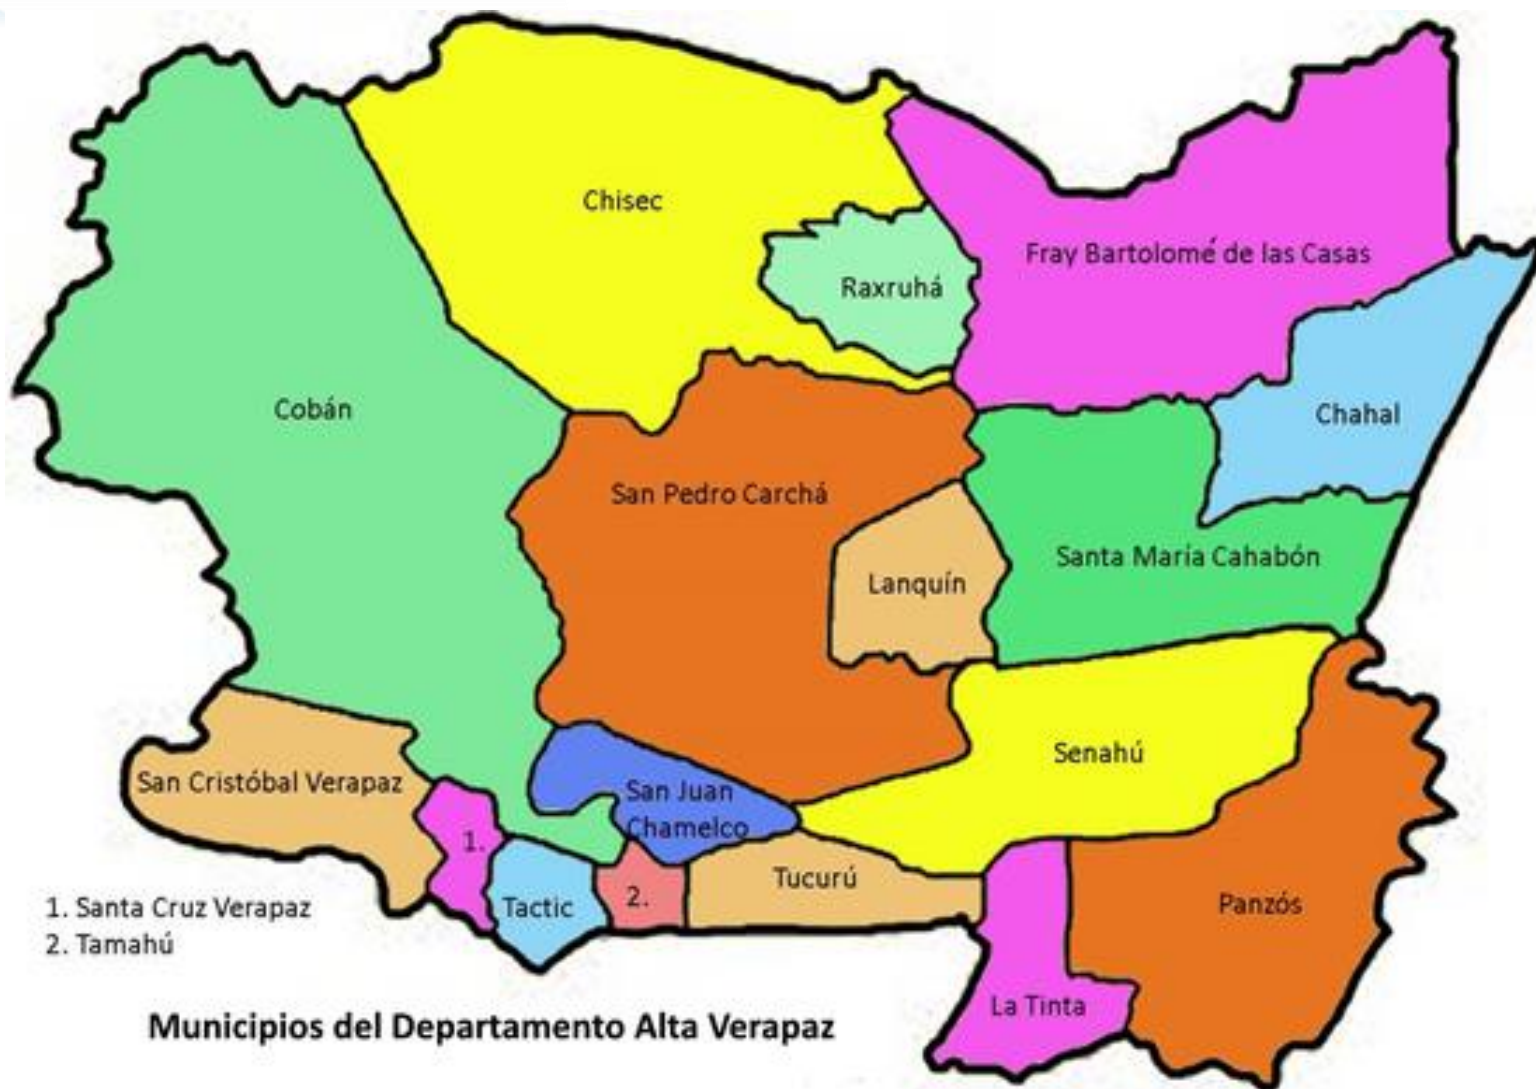 Chisec
Fray Bartolomé de las Casas
Raxruhá
Cobán
Chahal
San Pedro Carchá
Santa María Cahabón
Lanquín
Senahú
San Cristóbal Verapaz
San Juan
Chamelco
1.
Tucurú
2.
Tactic
Panzós
1. Santa Cruz Verapaz
2. Tamahú
La Tinta
Municipios del Departamento Alta Verapaz